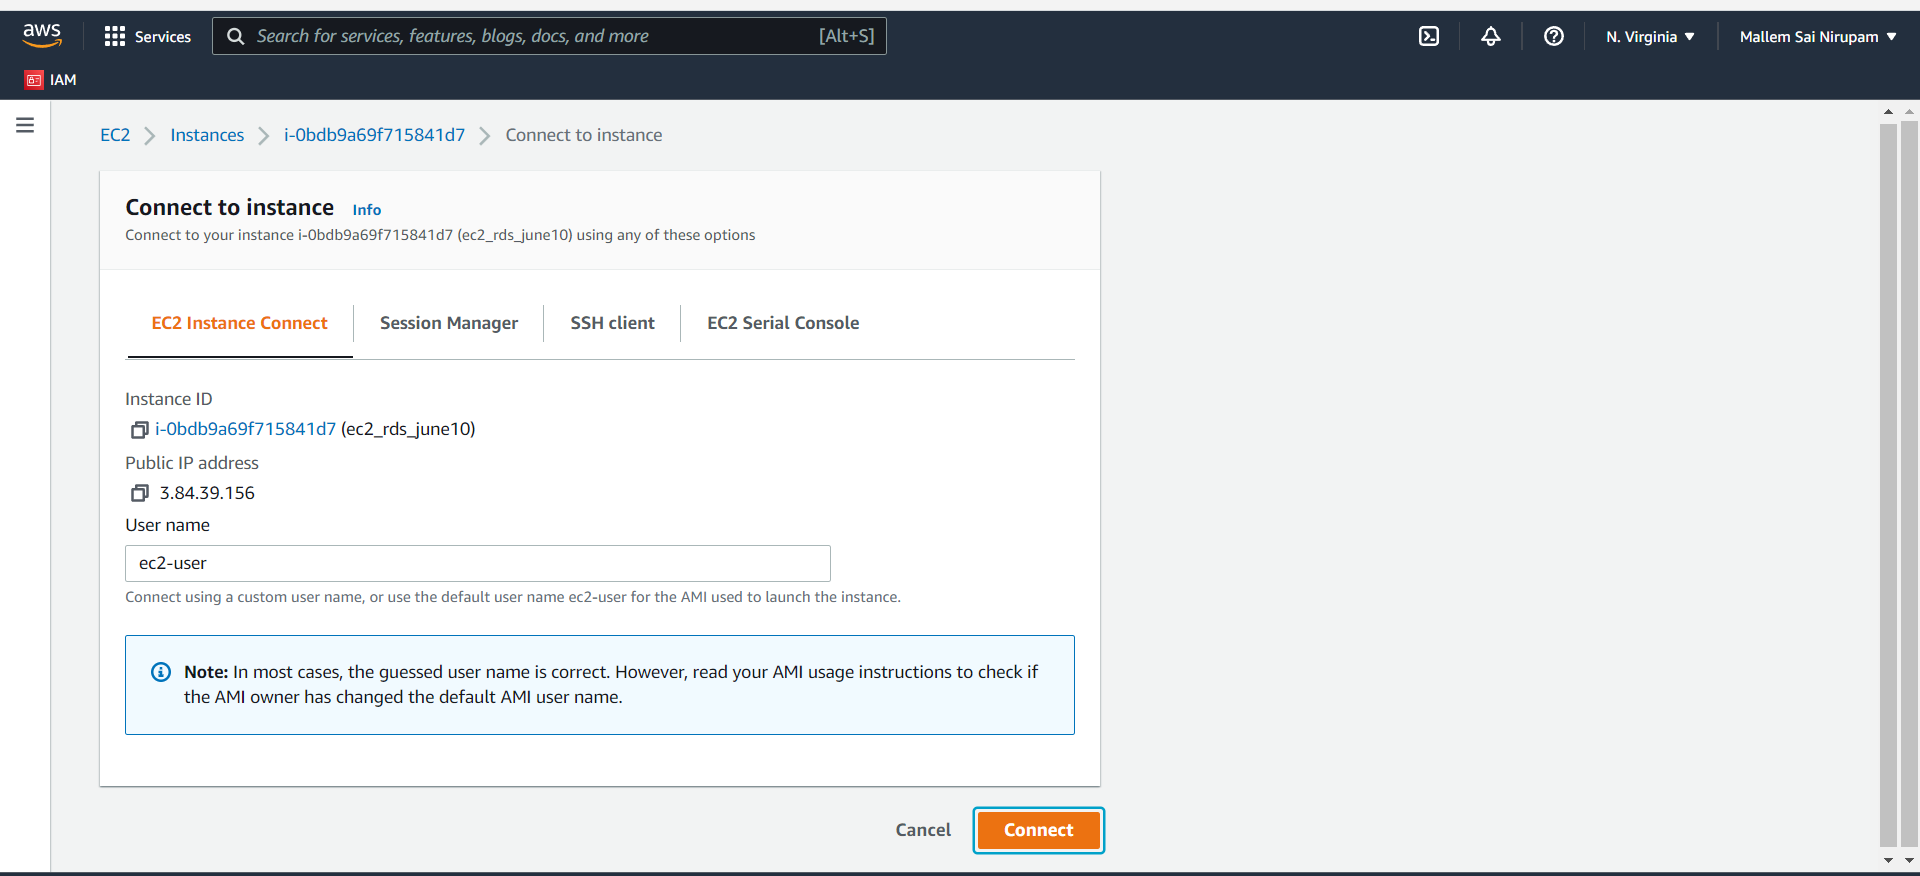 aws
Services
Search for services, features, blogs, docs, and more [Alt+S]
N. Virginia
Mallem Sai Nirupam
IAM
EC2 Instances i-0bdb9a69f715841d7 Connect to instance
Connect to instance Info
Connect to your instance i-0bdb9a69f715841d7 (ec2_rds_june10) using any of these options
EC2 Instance Connect Session Manager SSH client EC2 Serial Console
Instance ID
i-0bdb9a69f715841d7 (ec2_rds_june10)
Public IP address
3.84.39.156
User name
ec2-user
Connect using a custom user name, or use the default user name ec2-user for the AMI used to launch the instance.
Note: In most cases, the guessed user name is correct. However, read your AMI usage instructions to check if
the AMI owner has changed the default AMI user name.
Cancel Connect